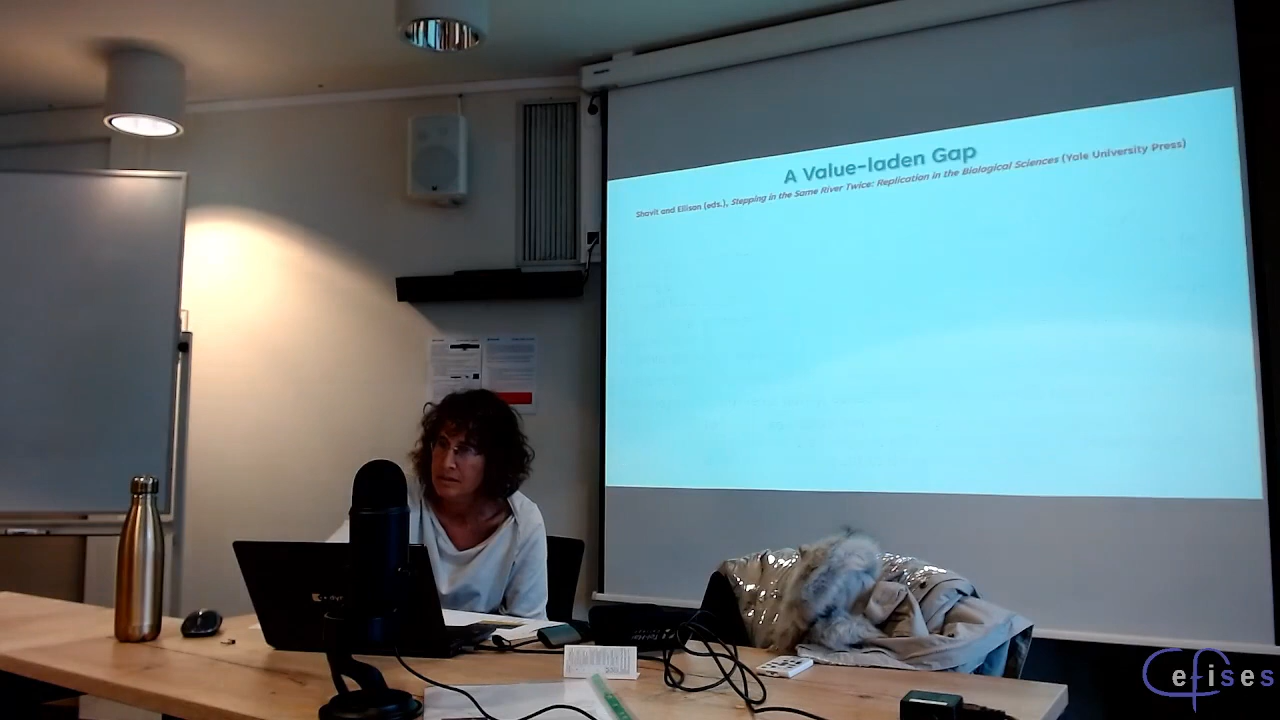 A Value-laden Gap
Shavit and Ellison (eds.), Stepping in the Same River Twice: Replication in the Biological Sciences (Yale University Press)
Cefises